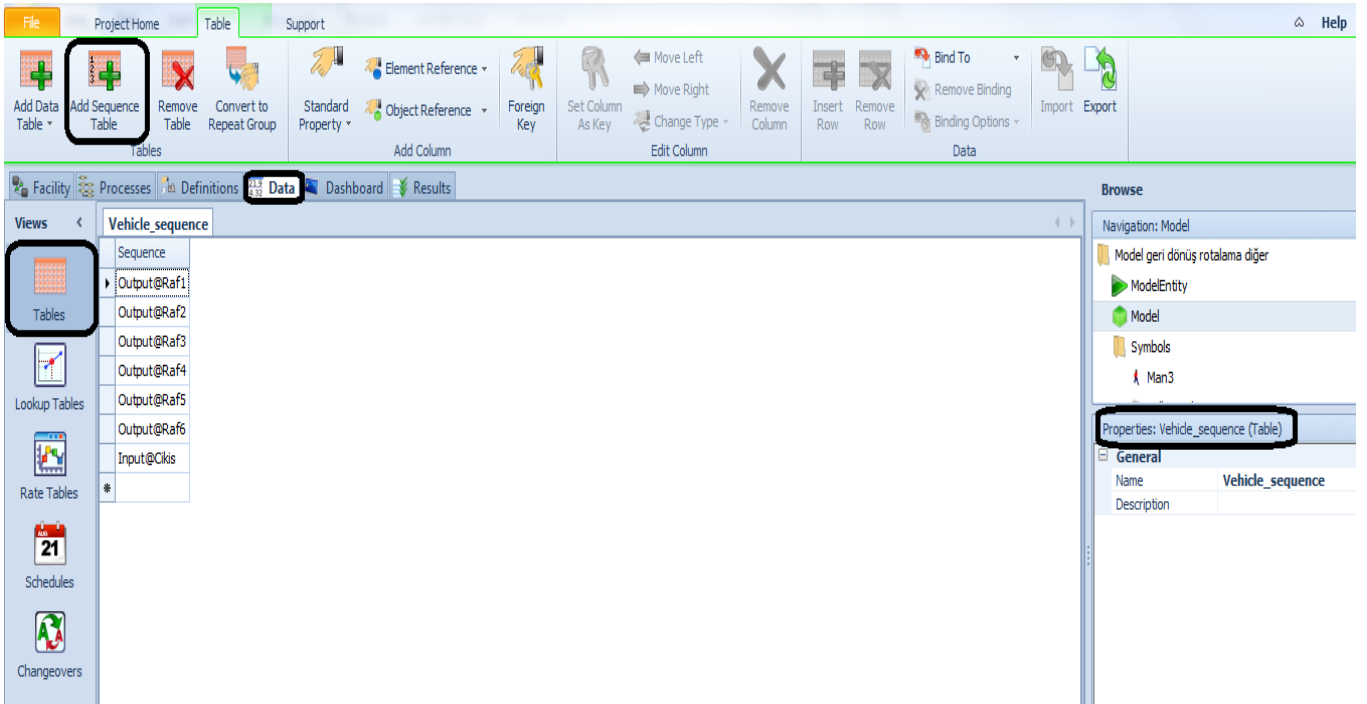 File Project Home Table Support Help
Add Data Table Add Sequence Table Remove Table Convert to Repeat Group
Tables
Standard Property Element Reference Object Reference Foreign Key
Add Column
Set Column As Key Move Left Move Right Change Type Remove Column
Edit Column
Insert Row Remove Row Bind To Remove Binding Binding Options Import Export
Data
Facility Processes Definitions Data Dashboard Results
Views
Tables
Lookup Tables
Rate Tables
AUG
21
Schedules
Changeovers
Vehicle_sequence
Sequence
Output@Raf1
Output@Raf2
Output@Raf3
Output@Raf4
Output@Raf5
Output@Raf6
Input@Cikis
Browse
Navigation: Model
Model geri dönüş rotalama diğer
ModelEntity
Model
Symbols
Man3
Properties: Vehicle_sequence (Table)
General
Name Vehicle_sequence
Description